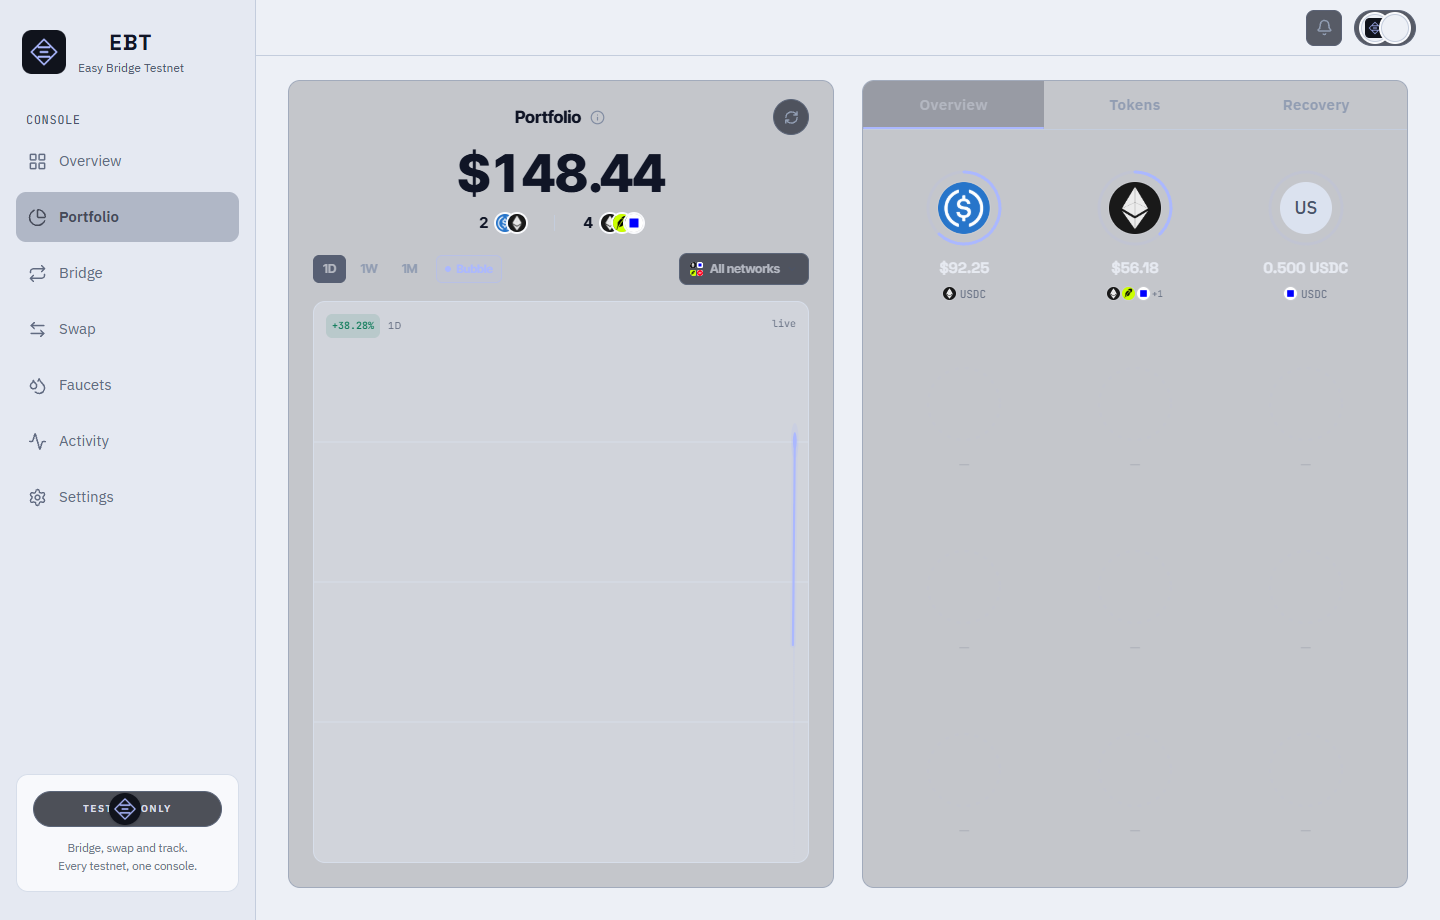 EBT
Easy Bridge Testnet
CONSOLE
Overview
Portfolio
Bridge
Swap
Faucets
Activity
Settings
TEST ONLY
Bridge, swap and track.
Every testnet, one console.
Portfolio
$148.44
2
4
1D 1W 1M Bubble All networks
+38.28% 1D live
Overview Tokens Recovery
US
$92.25 $56.18 0.500 USDC
USDC +1 USDC
— — —
— — —
— — —